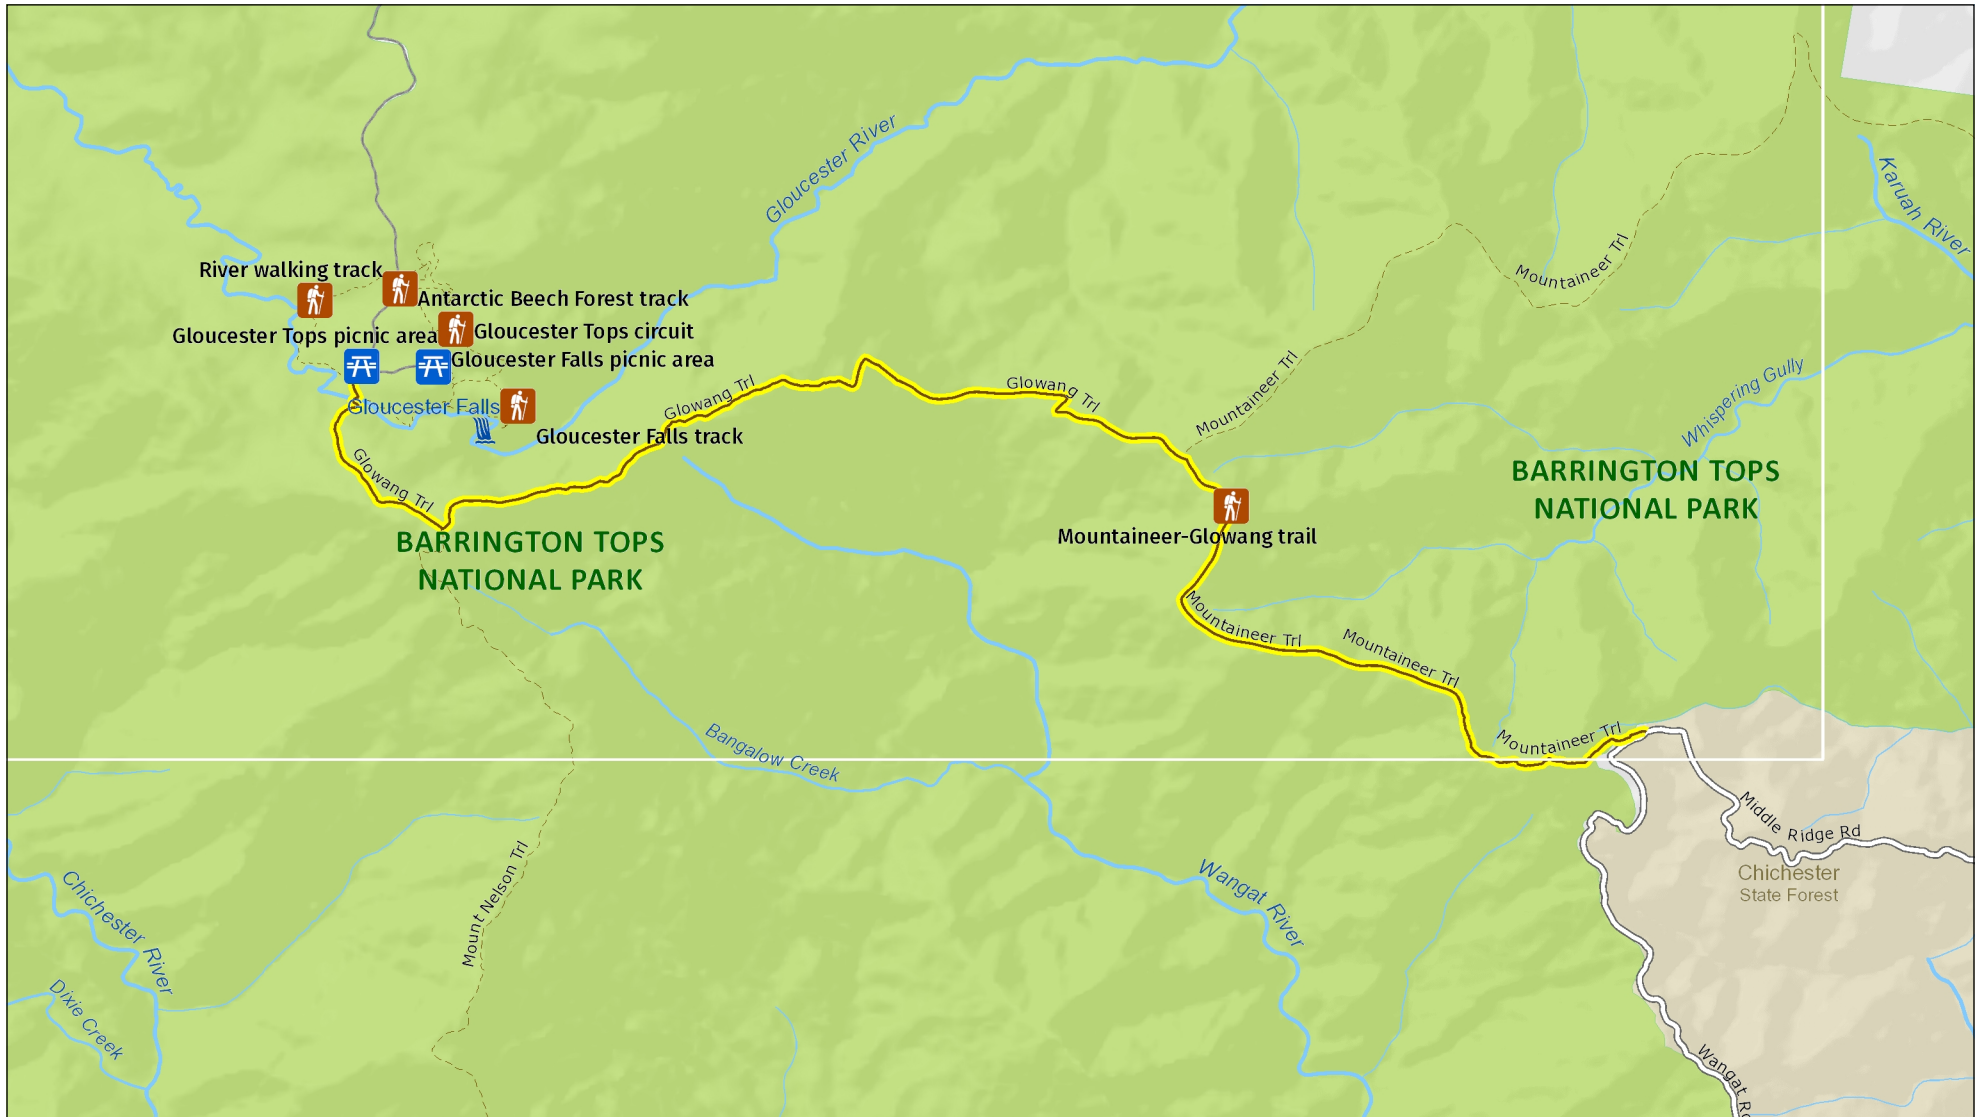 Gloucester River
Karuah River
River walking track
Antarctic Beech Forest track
Gloucester Tops picnic area
Gloucester Tops circuit
Gloucester Falls picnic area
Gloucester Falls
Gloucester Falls track
Glowang Trl
Glowang Trl
Glowang Trl
Mountaineer Trl
Mountaineer Trl
Whispering Gully
BARRINGTON TOPS
NATIONAL PARK
Mountaineer-Glowang trail
BARRINGTON TOPS
NATIONAL PARK
Mountaineer Trl
Mountaineer Trl
Mountaineer Trl
Bangalow Creek
Middle Ridge Rd
Chichester
State Forest
Mount Nelson Trl
Wangat River
Chichester River
Dixie Creek
Wangat Rd